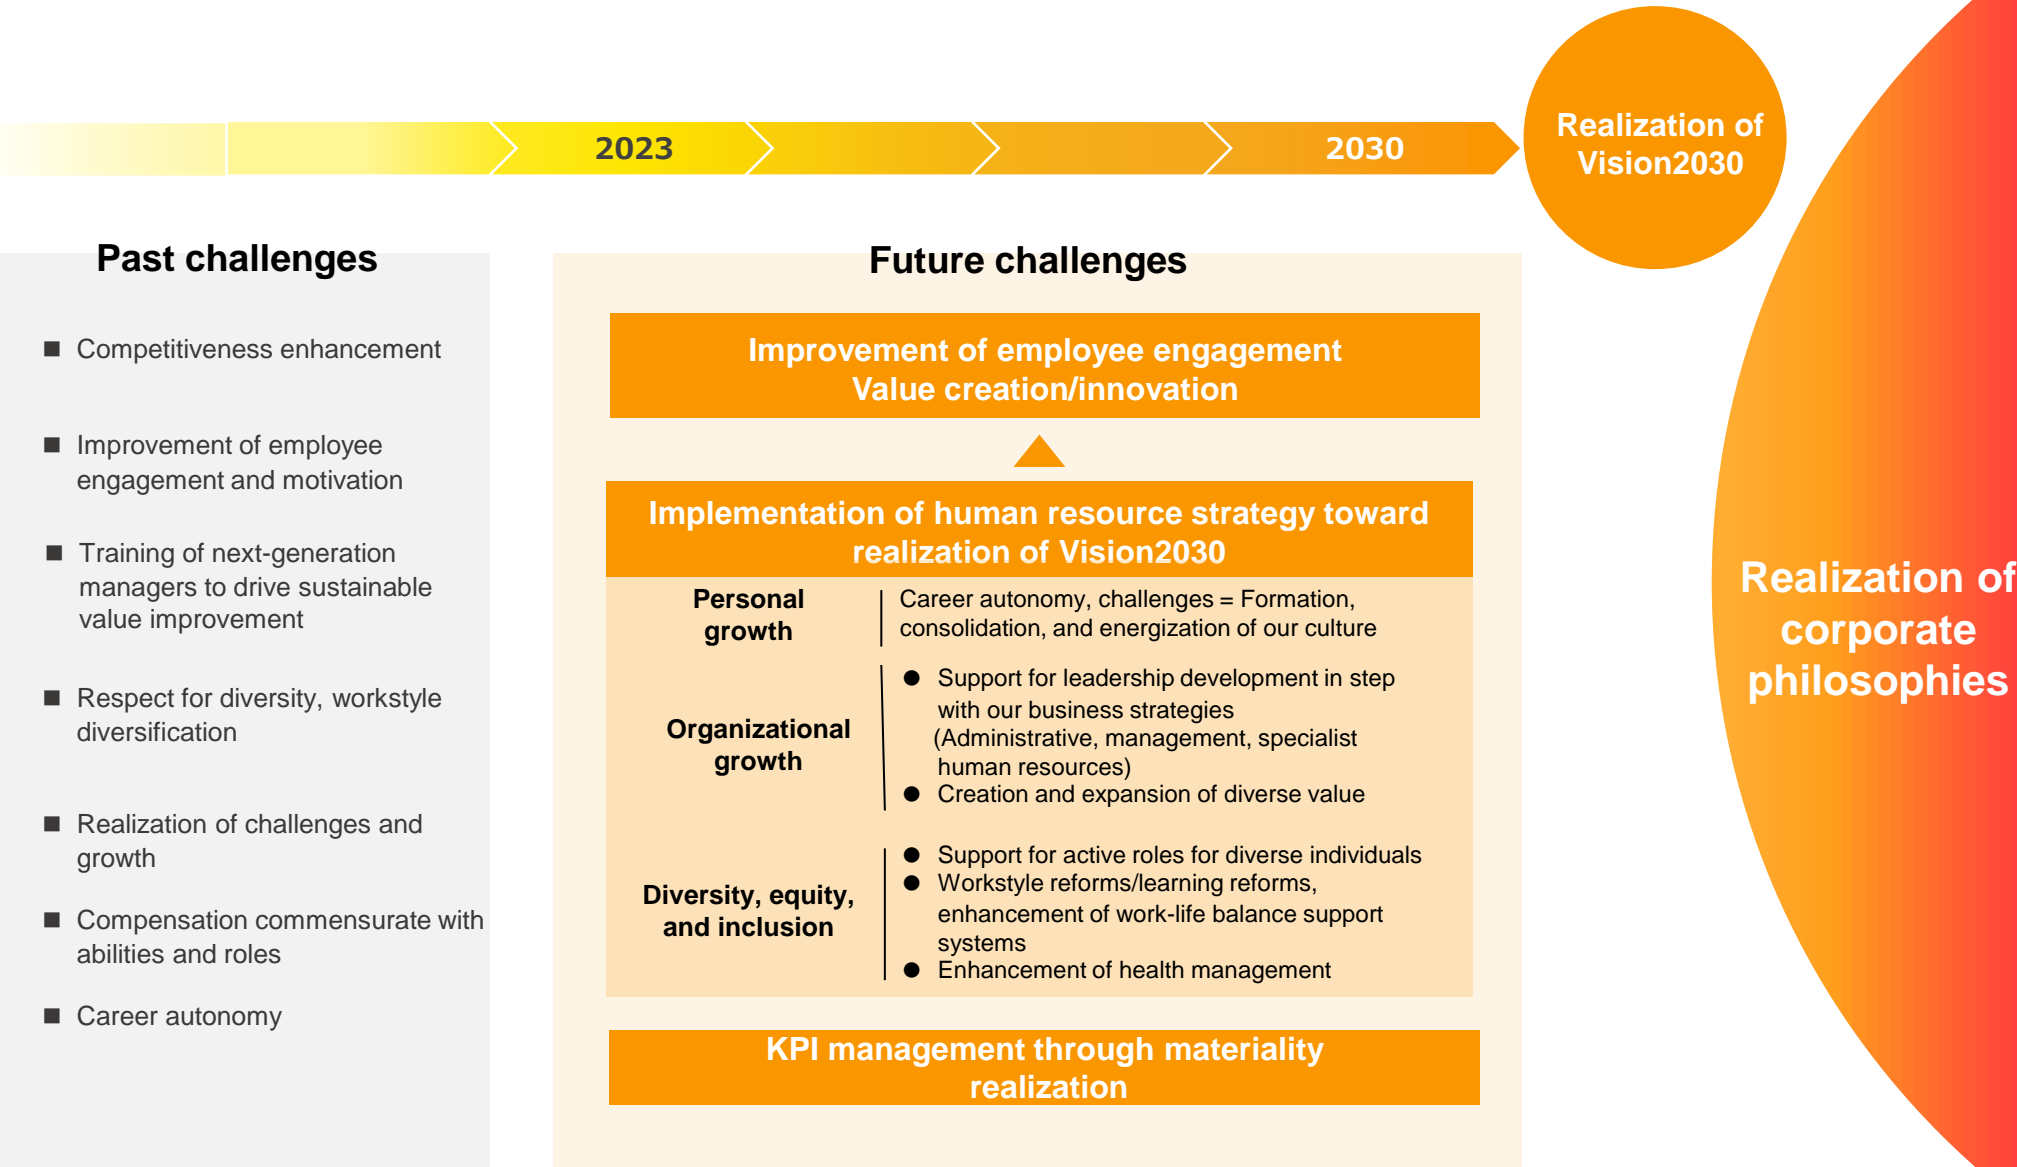 2023
2030
Realization of
Vision2030
Past challenges
■ Competitiveness enhancement
■ Improvement of employee
engagement and motivation
■ Training of next-generation
managers to drive sustainable
value improvement
■ Respect for diversity, workstyle
diversification
■ Realization of challenges and
growth
■ Compensation commensurate with
abilities and roles
■ Career autonomy
Future challenges
Improvement of employee engagement
Value creation/innovation
Implementation of human resource strategy toward
realization of Vision2030
Personal
growth
Career autonomy, challenges = Formation,
consolidation, and energization of our culture
Organizational
growth
● Support for leadership development in step
with our business strategies
(Administrative, management, specialist
human resources)
● Creation and expansion of diverse value
Diversity, equity,
and inclusion
● Support for active roles for diverse individuals
● Workstyle reforms/learning reforms,
enhancement of work-life balance support
systems
● Enhancement of health management
KPI management through materiality
realization
Realization of
corporate
philosophies